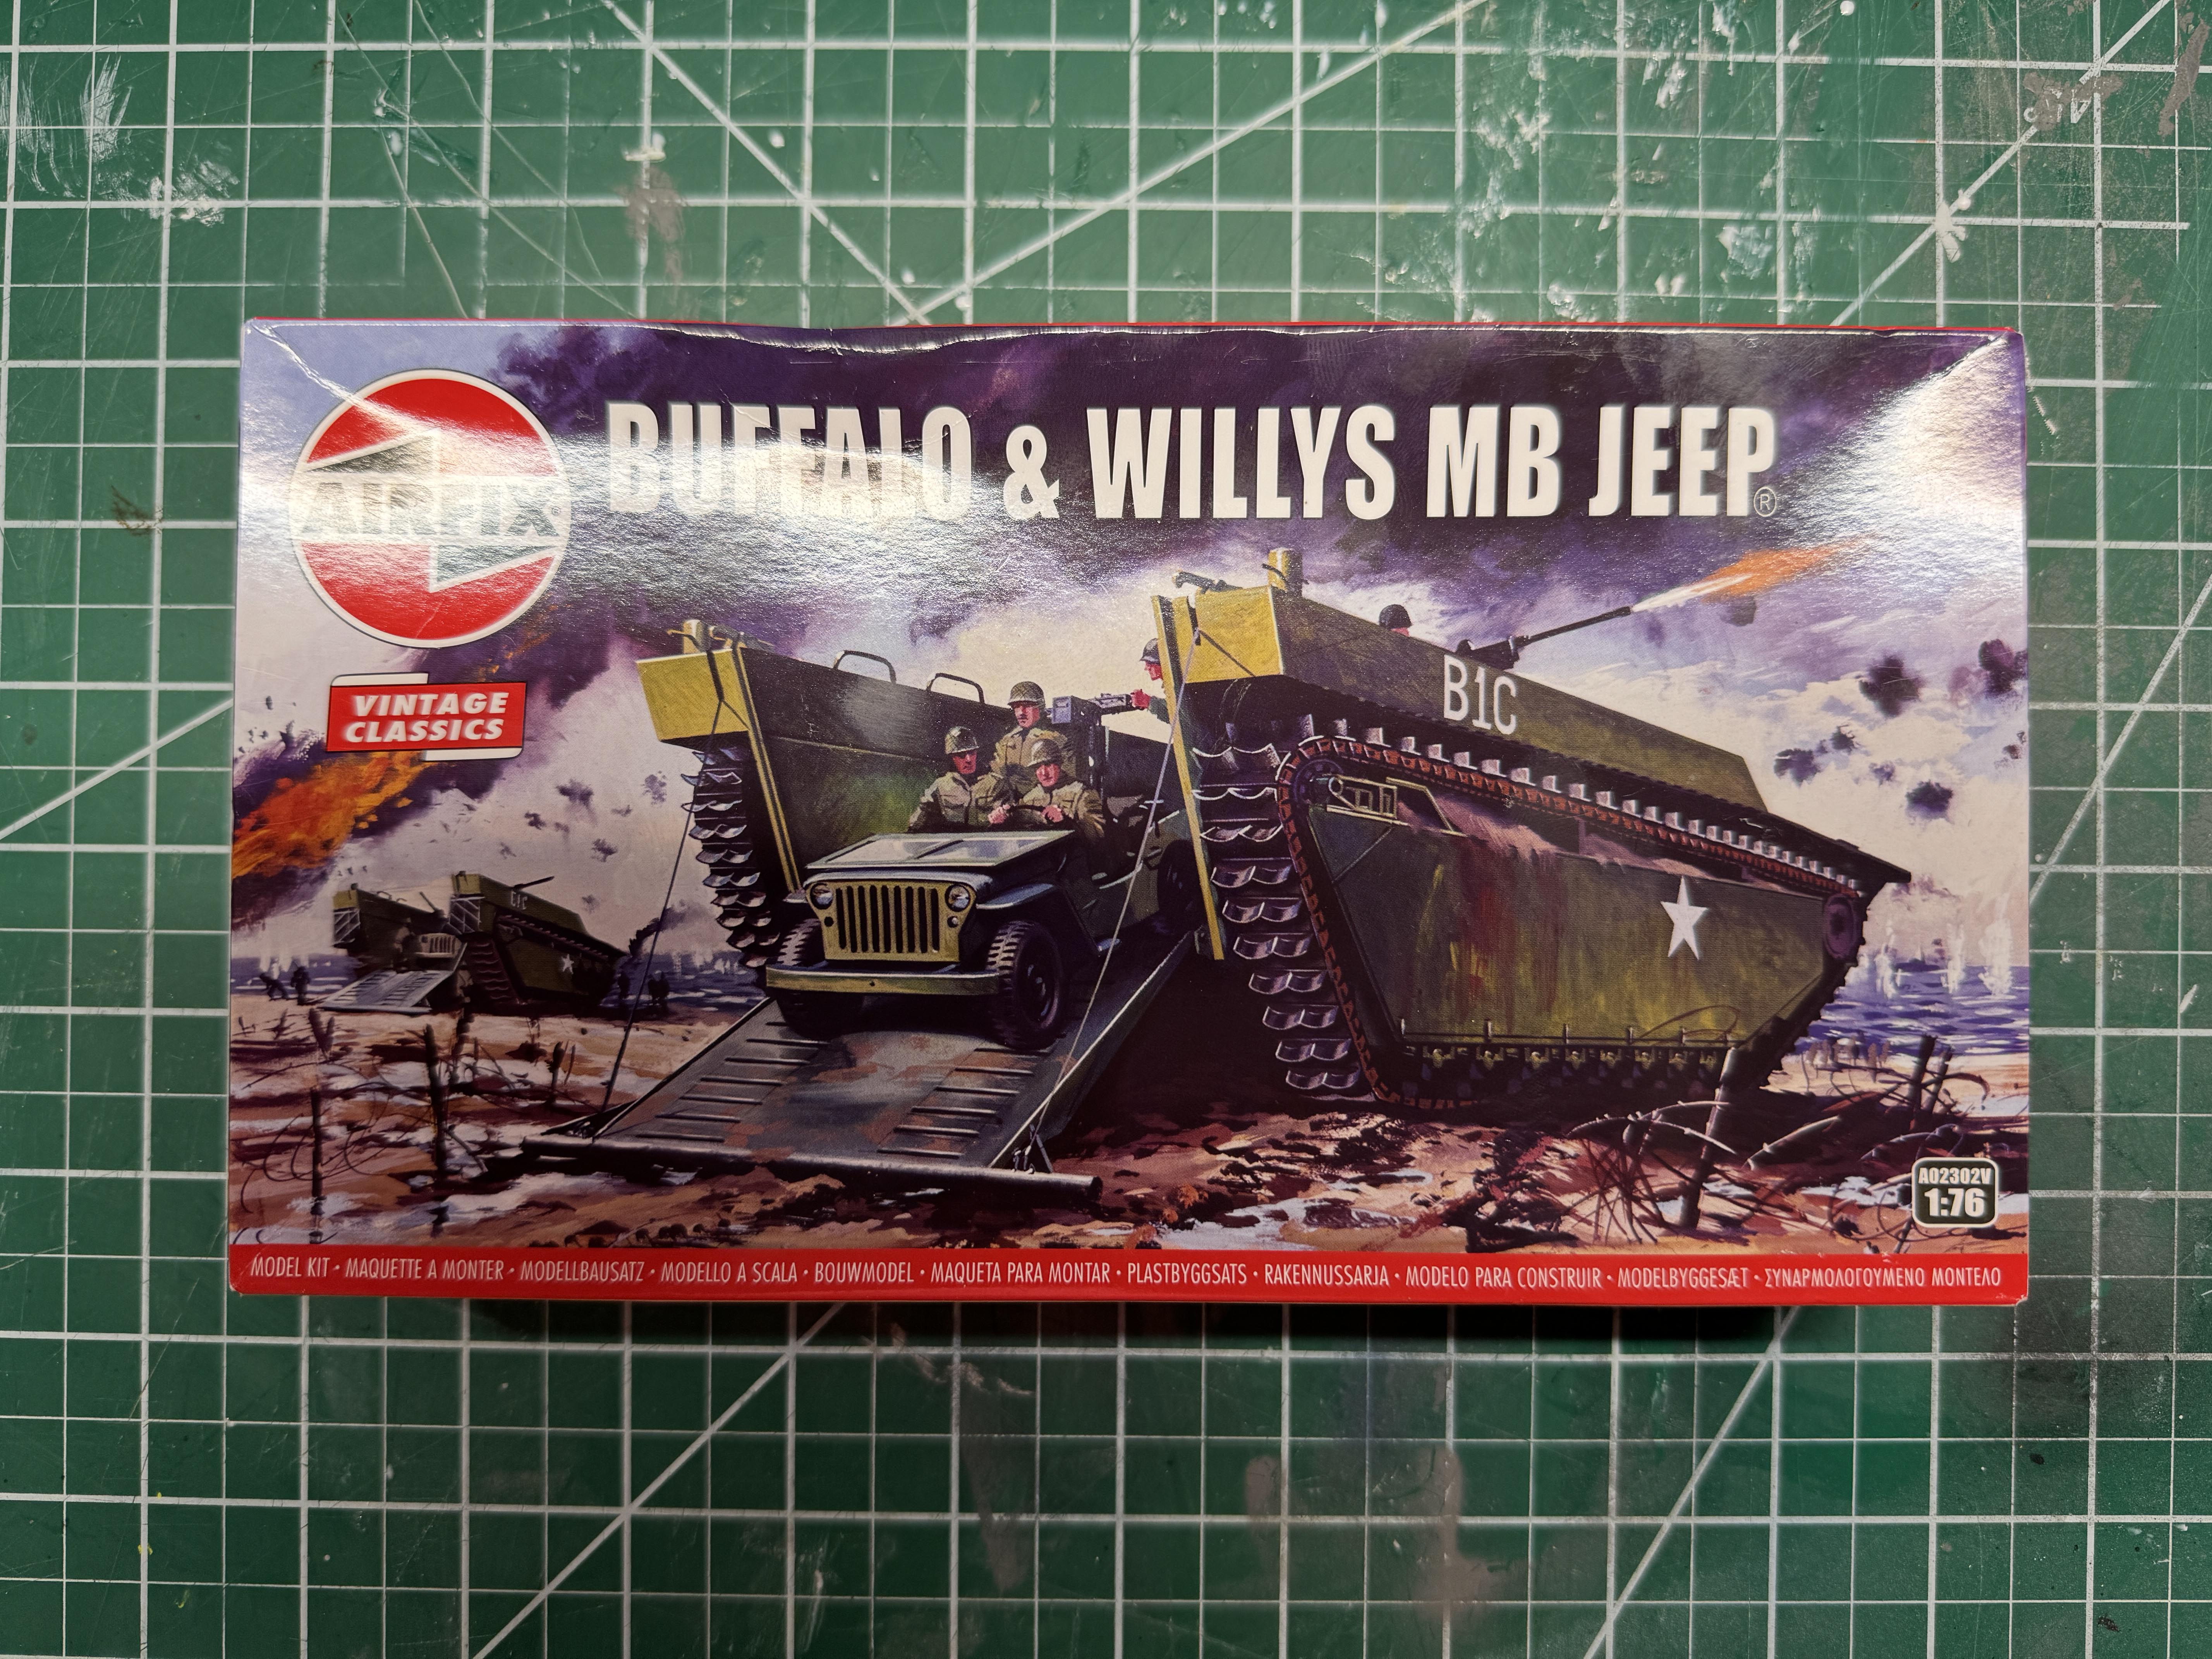 BUFFALO & WILLYS MB JEEP®
AIRFIX
VINTAGE
CLASSICS
B1C
A02302V
1:76
MODEL KIT • MAQUETTE A MONTER • MODELLBAUSATZ • MODELLO A SCALA • BOUWMODEL • MAQUETA PARA MONTAR • PLASTBYGGSATS • RAKENNUSSARJA • MODELO PARA CONSTRUIR • MODELBYGGESÆT • ΣΥΝΑΡΜΟΛΟΓΟΥΜΕΝΟ ΜΟΝΤΕΛΟ